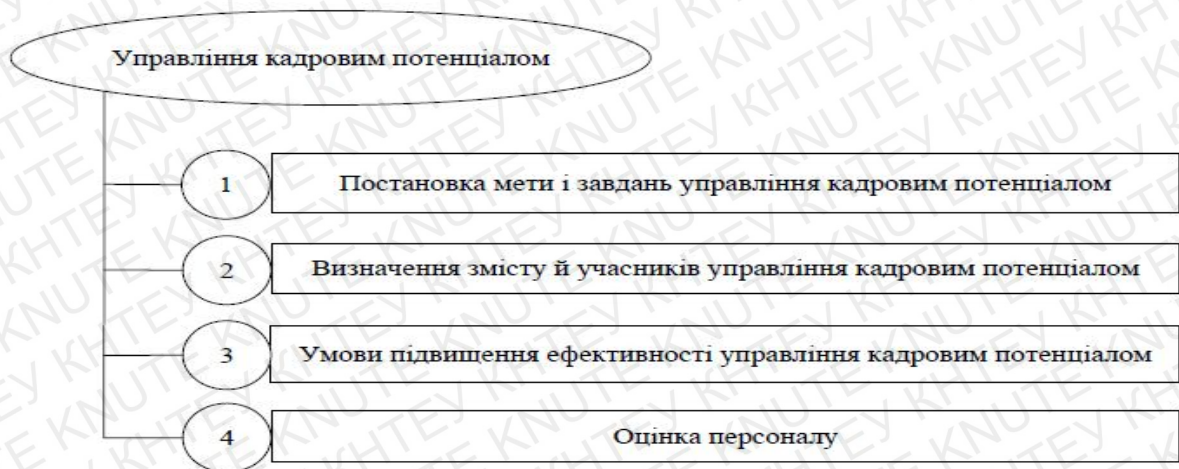 Управління кадровим потенціалом
1 Постановка мети і завдань управління кадровим потенціалом
2 Визначення змісту й учасників управління кадровим потенціалом
3 Умови підвищення ефективності управління кадровим потенціалом
4 Оцінка персоналу